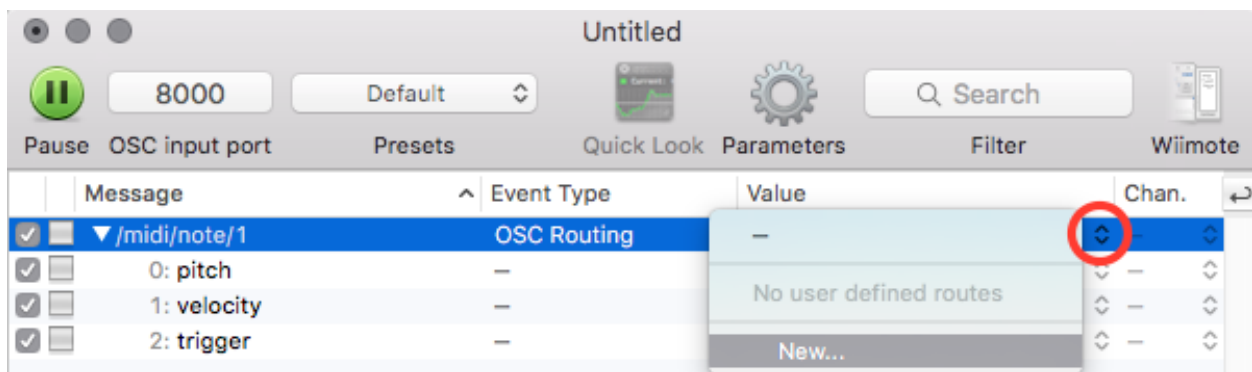 Untitled
8000 Default Search
Pause OSC input port Presets Quick Look Parameters Filter Wiimote
Message Event Type Value Chan.
/midi/note/1 OSC Routing – –
0: pitch – –
No user defined routes
1: velocity – –
2: trigger – –
New...